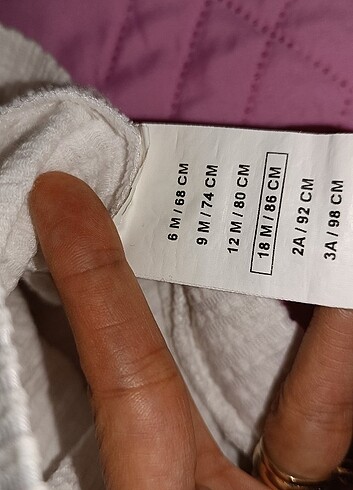 6 M / 68 CM
9 M / 74 CM
12 M / 80 CM
18 M / 86 CM
2A / 92 CM
3A / 98 CM